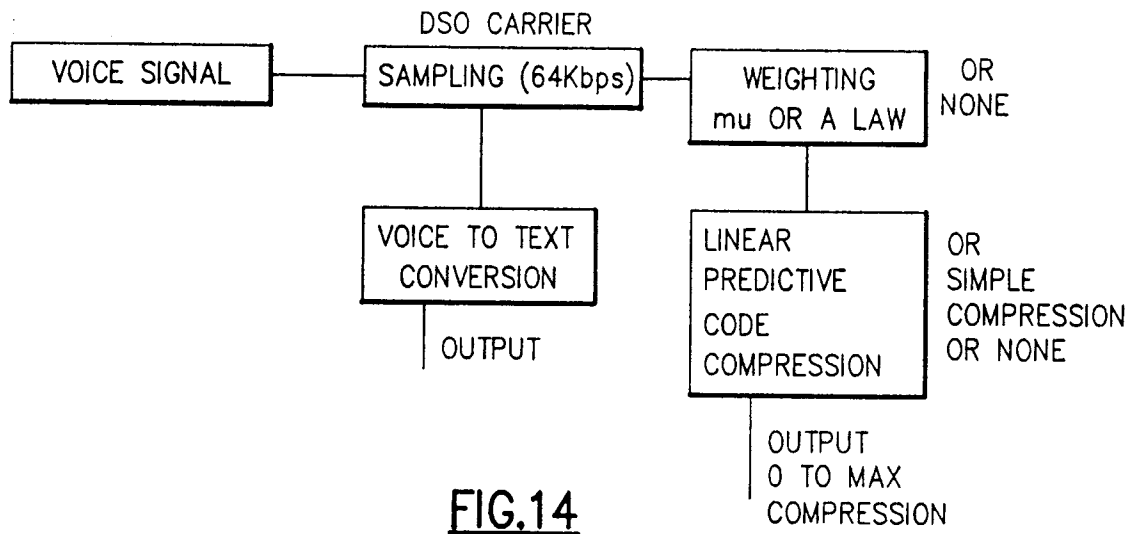 DSO CARRIER
VOICE SIGNAL
SAMPLING (64Kbps)
WEIGHTING
mu OR A LAW
OR
NONE
VOICE TO TEXT
CONVERSION
OUTPUT
LINEAR
PREDICTIVE
CODE
COMPRESSION
OR
SIMPLE
COMPRESSION
OR NONE
OUTPUT
0 TO MAX
COMPRESSION
FIG.14